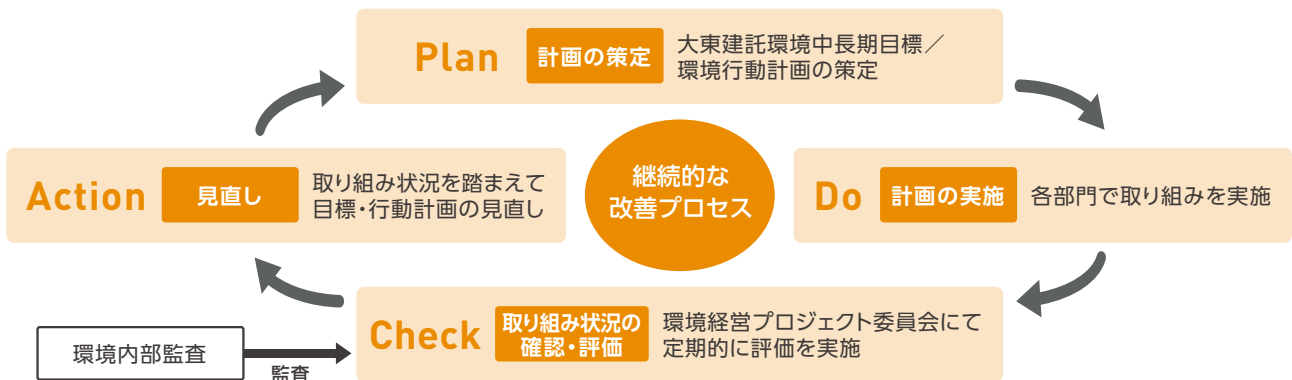 Plan
計画の策定
大東建託環境中長期目標／
環境行動計画の策定
Action
見直し
取り組み状況を踏まえて
目標・行動計画の見直し
継続的な
改善プロセス
Do
計画の実施
各部門で取り組みを実施
Check
取り組み状況の
確認・評価
環境経営プロジェクト委員会にて
定期的に評価を実施
環境内部監査
監査